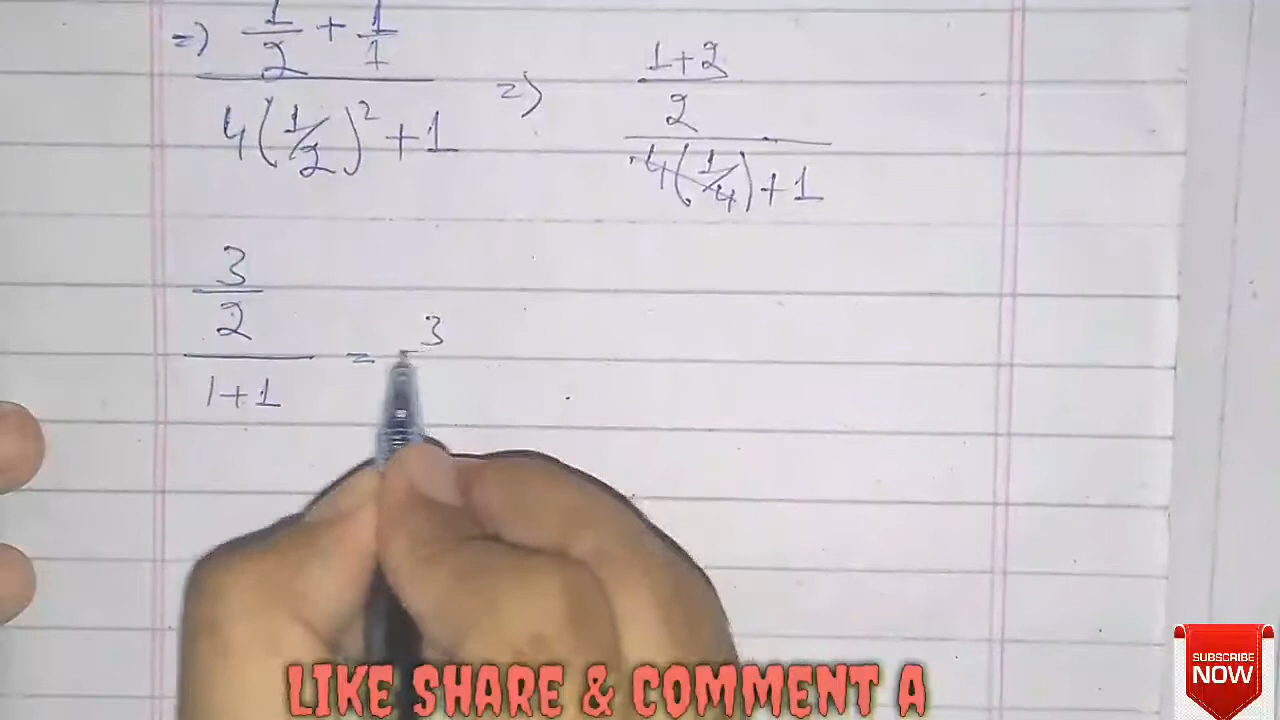 =) 1/2 + 1/1 / 4(1/2)² + 1 =) 1+2/2 / 4(1/4) + 1
3/2 / 1+1 = 3
SUBSCRIBE
NOW
LIKE SHARE & COMMENT A